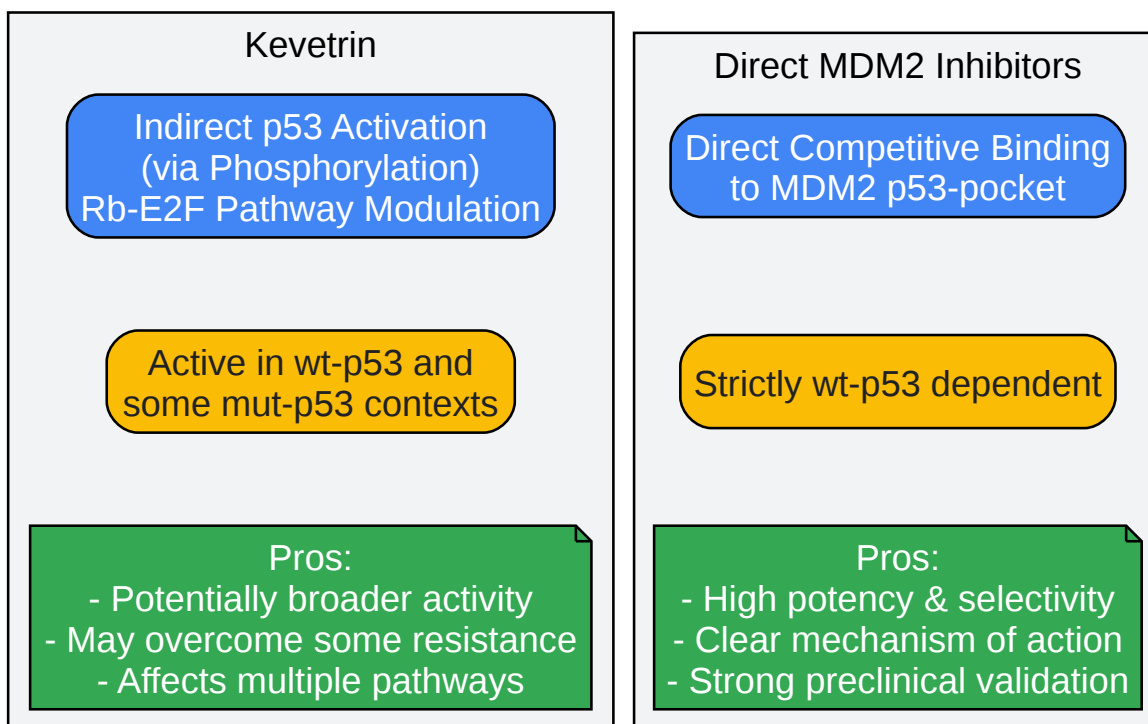 Kevetrin
Indirect p53 Activation
(via Phosphorylation)
Rb-E2F Pathway Modulation
Active in wt-p53 and
some mut-p53 contexts
Pros:
- Potentially broader activity
- May overcome some resistance
- Affects multiple pathways
Direct MDM2 Inhibitors
Direct Competitive Binding
to MDM2 p53-pocket
Strictly wt-p53 dependent
Pros:
- High potency & selectivity
- Clear mechanism of action
- Strong preclinical validation